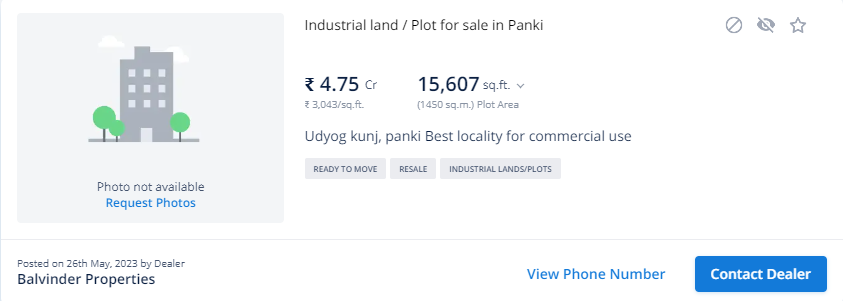 Industrial land / Plot for sale in Panki
₹ 4.75 Cr
15,607 sq.ft.
₹ 3,043/sq.ft.
(1450 sq.m.) Plot Area
Udyog kunj, panki Best locality for commercial use
READY TO MOVE
RESALE
INDUSTRIAL LANDS/PLOTS
Photo not available
Request Photos
Posted on 26th May, 2023 by Dealer
Balvinder Properties
View Phone Number
Contact Dealer